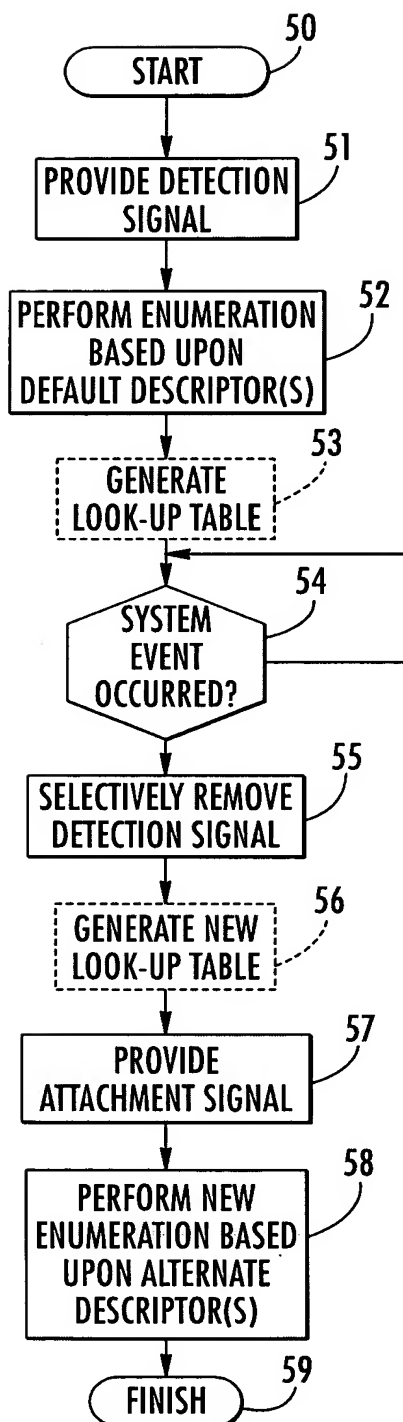 50
START
51
PROVIDE DETECTION
SIGNAL
52
PERFORM ENUMERATION
BASED UPON
DEFAULT DESCRIPTOR(S)
53
GENERATE
LOOK-UP TABLE
54
SYSTEM
EVENT
OCCURRED?
55
SELECTIVELY REMOVE
DETECTION SIGNAL
56
GENERATE NEW
LOOK-UP TABLE
57
PROVIDE
ATTACHMENT SIGNAL
58
PERFORM NEW
ENUMERATION BASED
UPON ALTERNATE
DESCRIPTOR(S)
59
FINISH